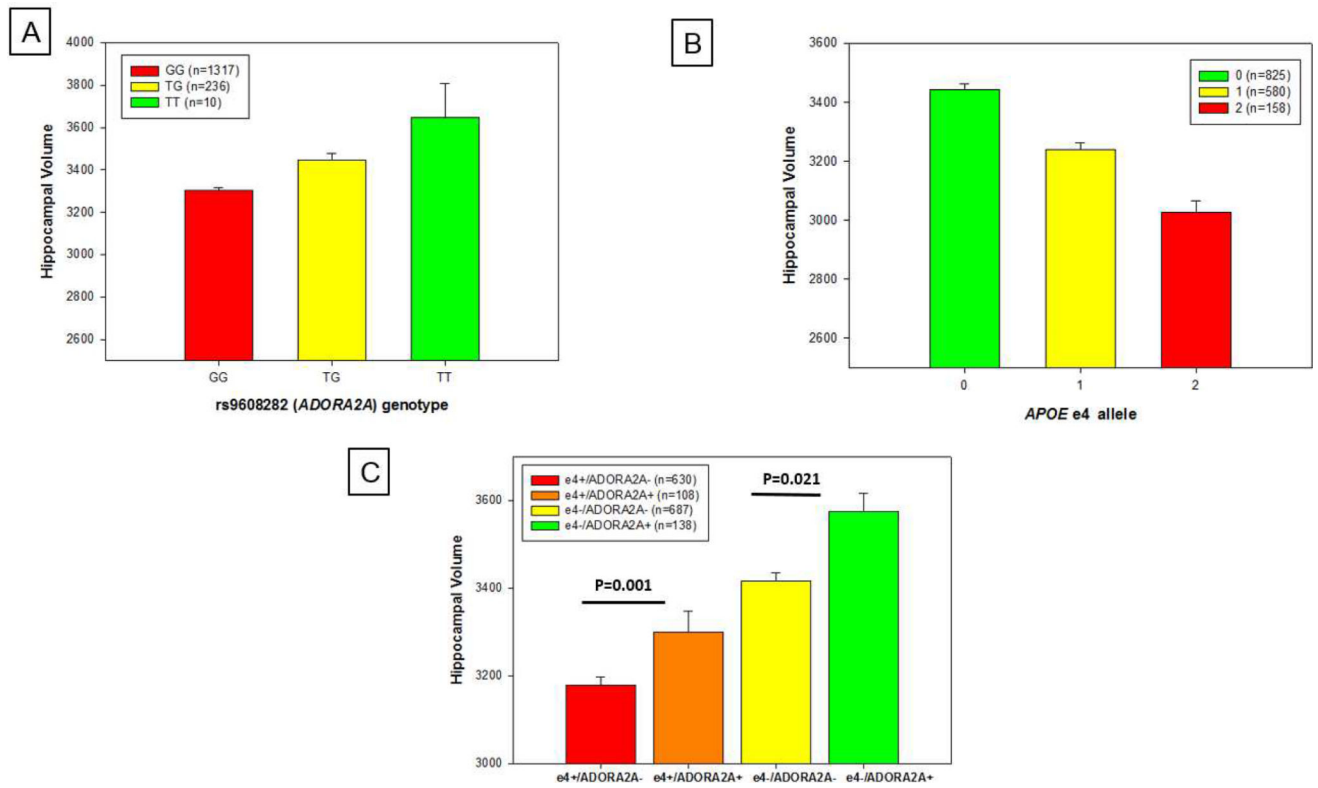 A
4000
3800
3600
3400
3200
3000
2800
2600
Hippocampal Volume
GG (n=1317)
TG (n=236)
TT (n=10)
GG TG TT
rs9608282 (ADORA2A) genotype
B
3600
3400
3200
3000
2800
2600
Hippocampal Volume
0 (n=825)
1 (n=580)
2 (n=158)
0 1 2
APOE e4 allele
C
3600
3400
3200
3000
Hippocampal Volume
e4+/ADORA2A- (n=630)
e4+/ADORA2A+ (n=108)
e4-/ADORA2A- (n=687)
e4-/ADORA2A+ (n=138)
P=0.021
P=0.001
e4+/ADORA2A- e4+/ADORA2A+ e4-/ADORA2A- e4-/ADORA2A+